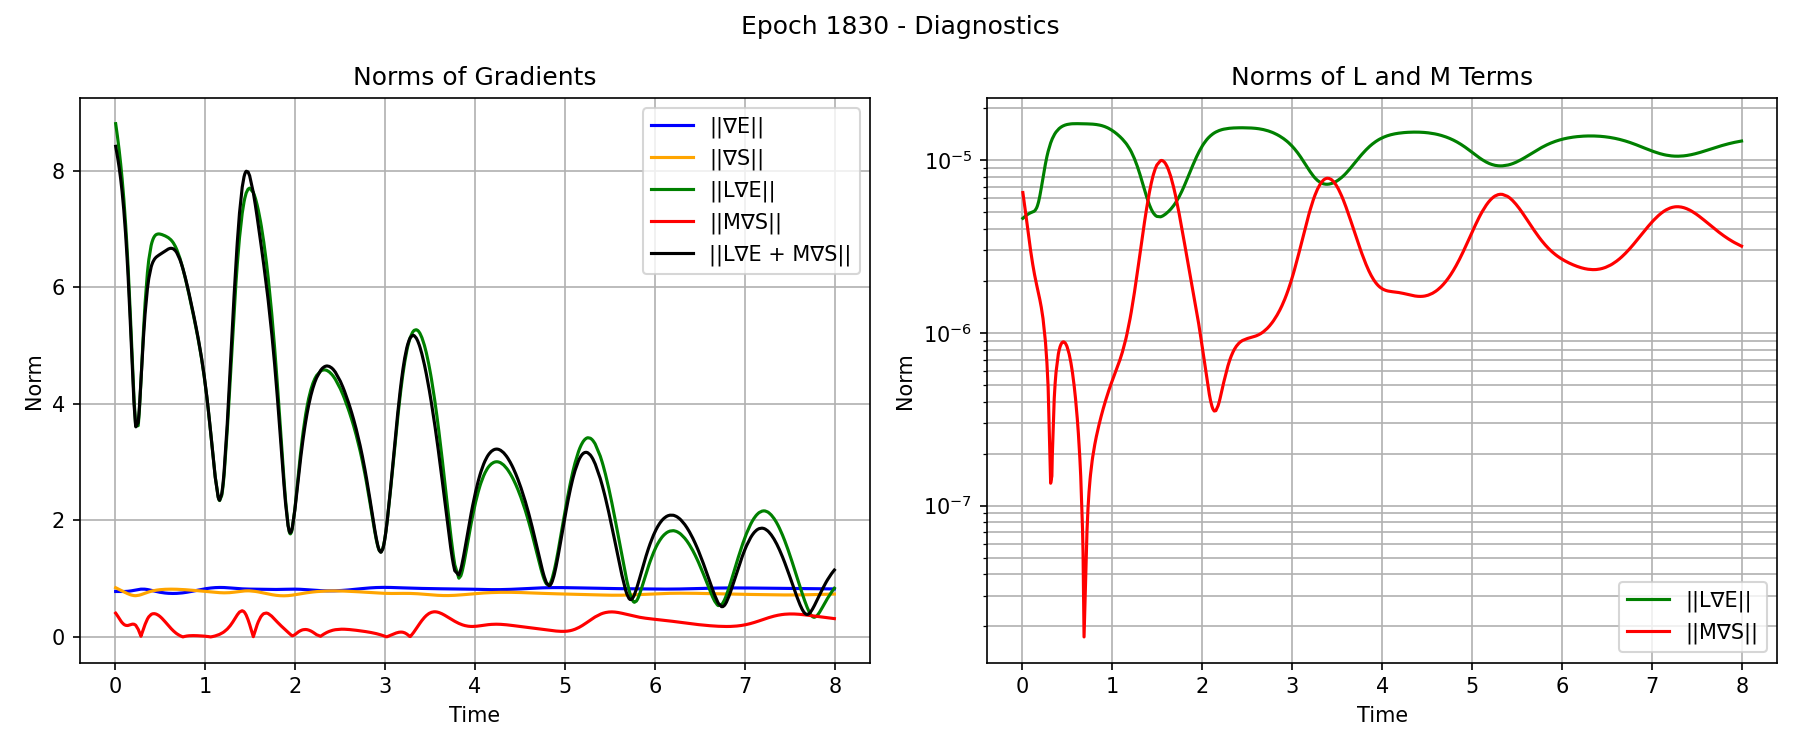 Epoch 1830 - Diagnostics
Norms of Gradients
Norm
8
6
4
2
0
0 1 2 3 4 5 6 7 8
Time
||∇E||
||∇S||
||L∇E||
||M∇S||
||L∇E + M∇S||
Norms of L and M Terms
Norm
10⁻⁵
10⁻⁶
10⁻⁷
0 1 2 3 4 5 6 7 8
Time
||L∇E||
||M∇S||